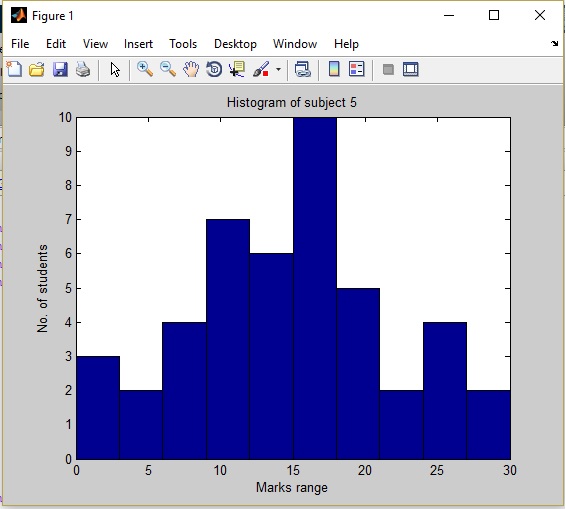 Figure 1
File Edit View Insert Tools Desktop Window Help
Histogram of subject 5
10
9
8
7
6
5
4
3
2
1
0
No. of students
0 5 10 15 20 25 30
Marks range